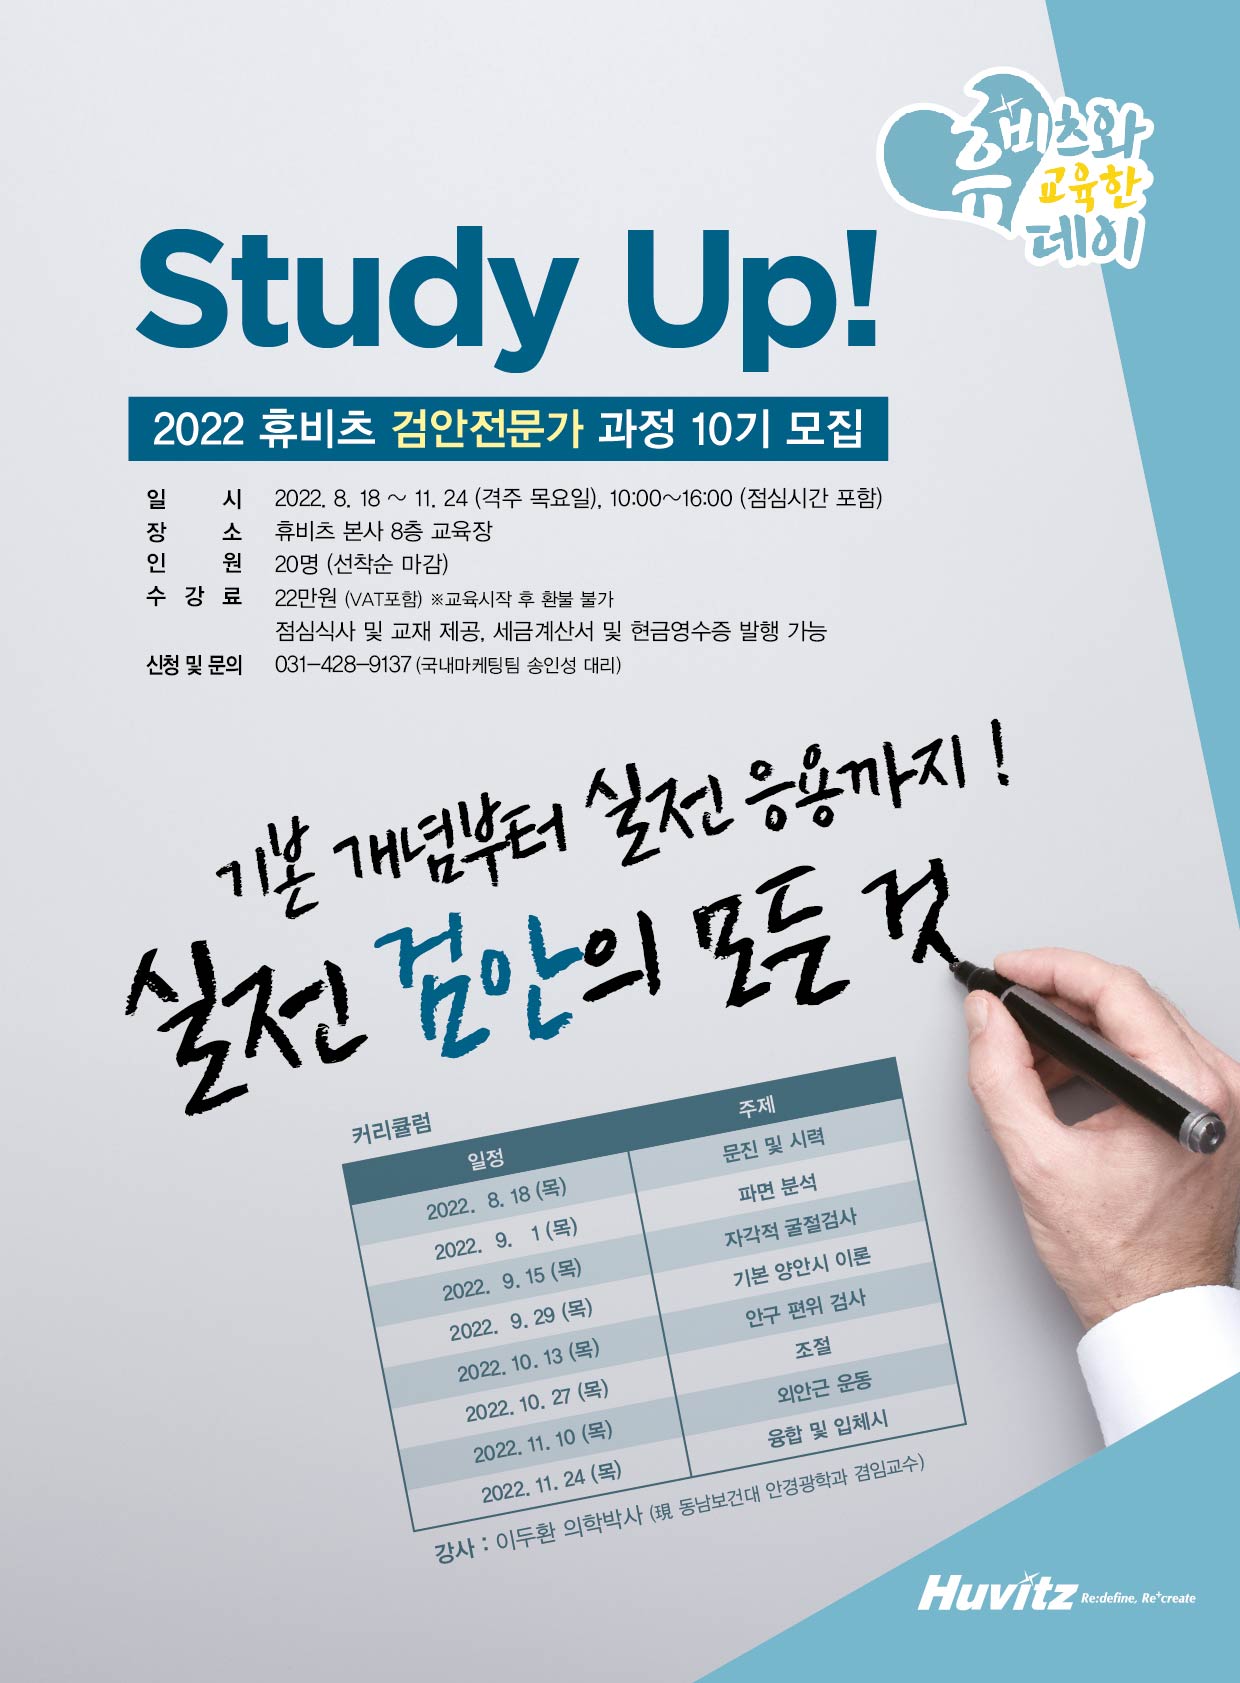 휴비츠와
교육한
데이
Study Up!
2022 휴비츠 검안전문가 과정 10기 모집
일 시 2022. 8. 18 ~ 11. 24 (격주 목요일), 10:00~16:00 (점심시간 포함)
장 소 휴비츠 본사 8층 교육장
인 원 20명 (선착순 마감)
수 강 료 22만원 (VAT포함) ※교육시작 후 환불 불가
점심식사 및 교재 제공, 세금계산서 및 현금영수증 발행 가능
신청 및 문의 031-428-9137 (국내마케팅팀 송인성 대리)
기본 개념부터 실전 응용까지!
실전 검안의 모든 것
커리큘럼
일정 주제
2022. 8. 18 (목) 문진 및 시력
2022. 9. 1 (목) 파면 분석
2022. 9. 15 (목) 자각적 굴절검사
2022. 9. 29 (목) 기본 양안시 이론
2022. 10. 13 (목) 안구 편위 검사
2022. 10. 27 (목) 조절
2022. 11. 10 (목) 외안근 운동
2022. 11. 24 (목) 융합 및 입체시
강사 : 이두환 의학박사 (現 동남보건대 안경광학과 겸임교수)
Huvitz Re:define, Re+create